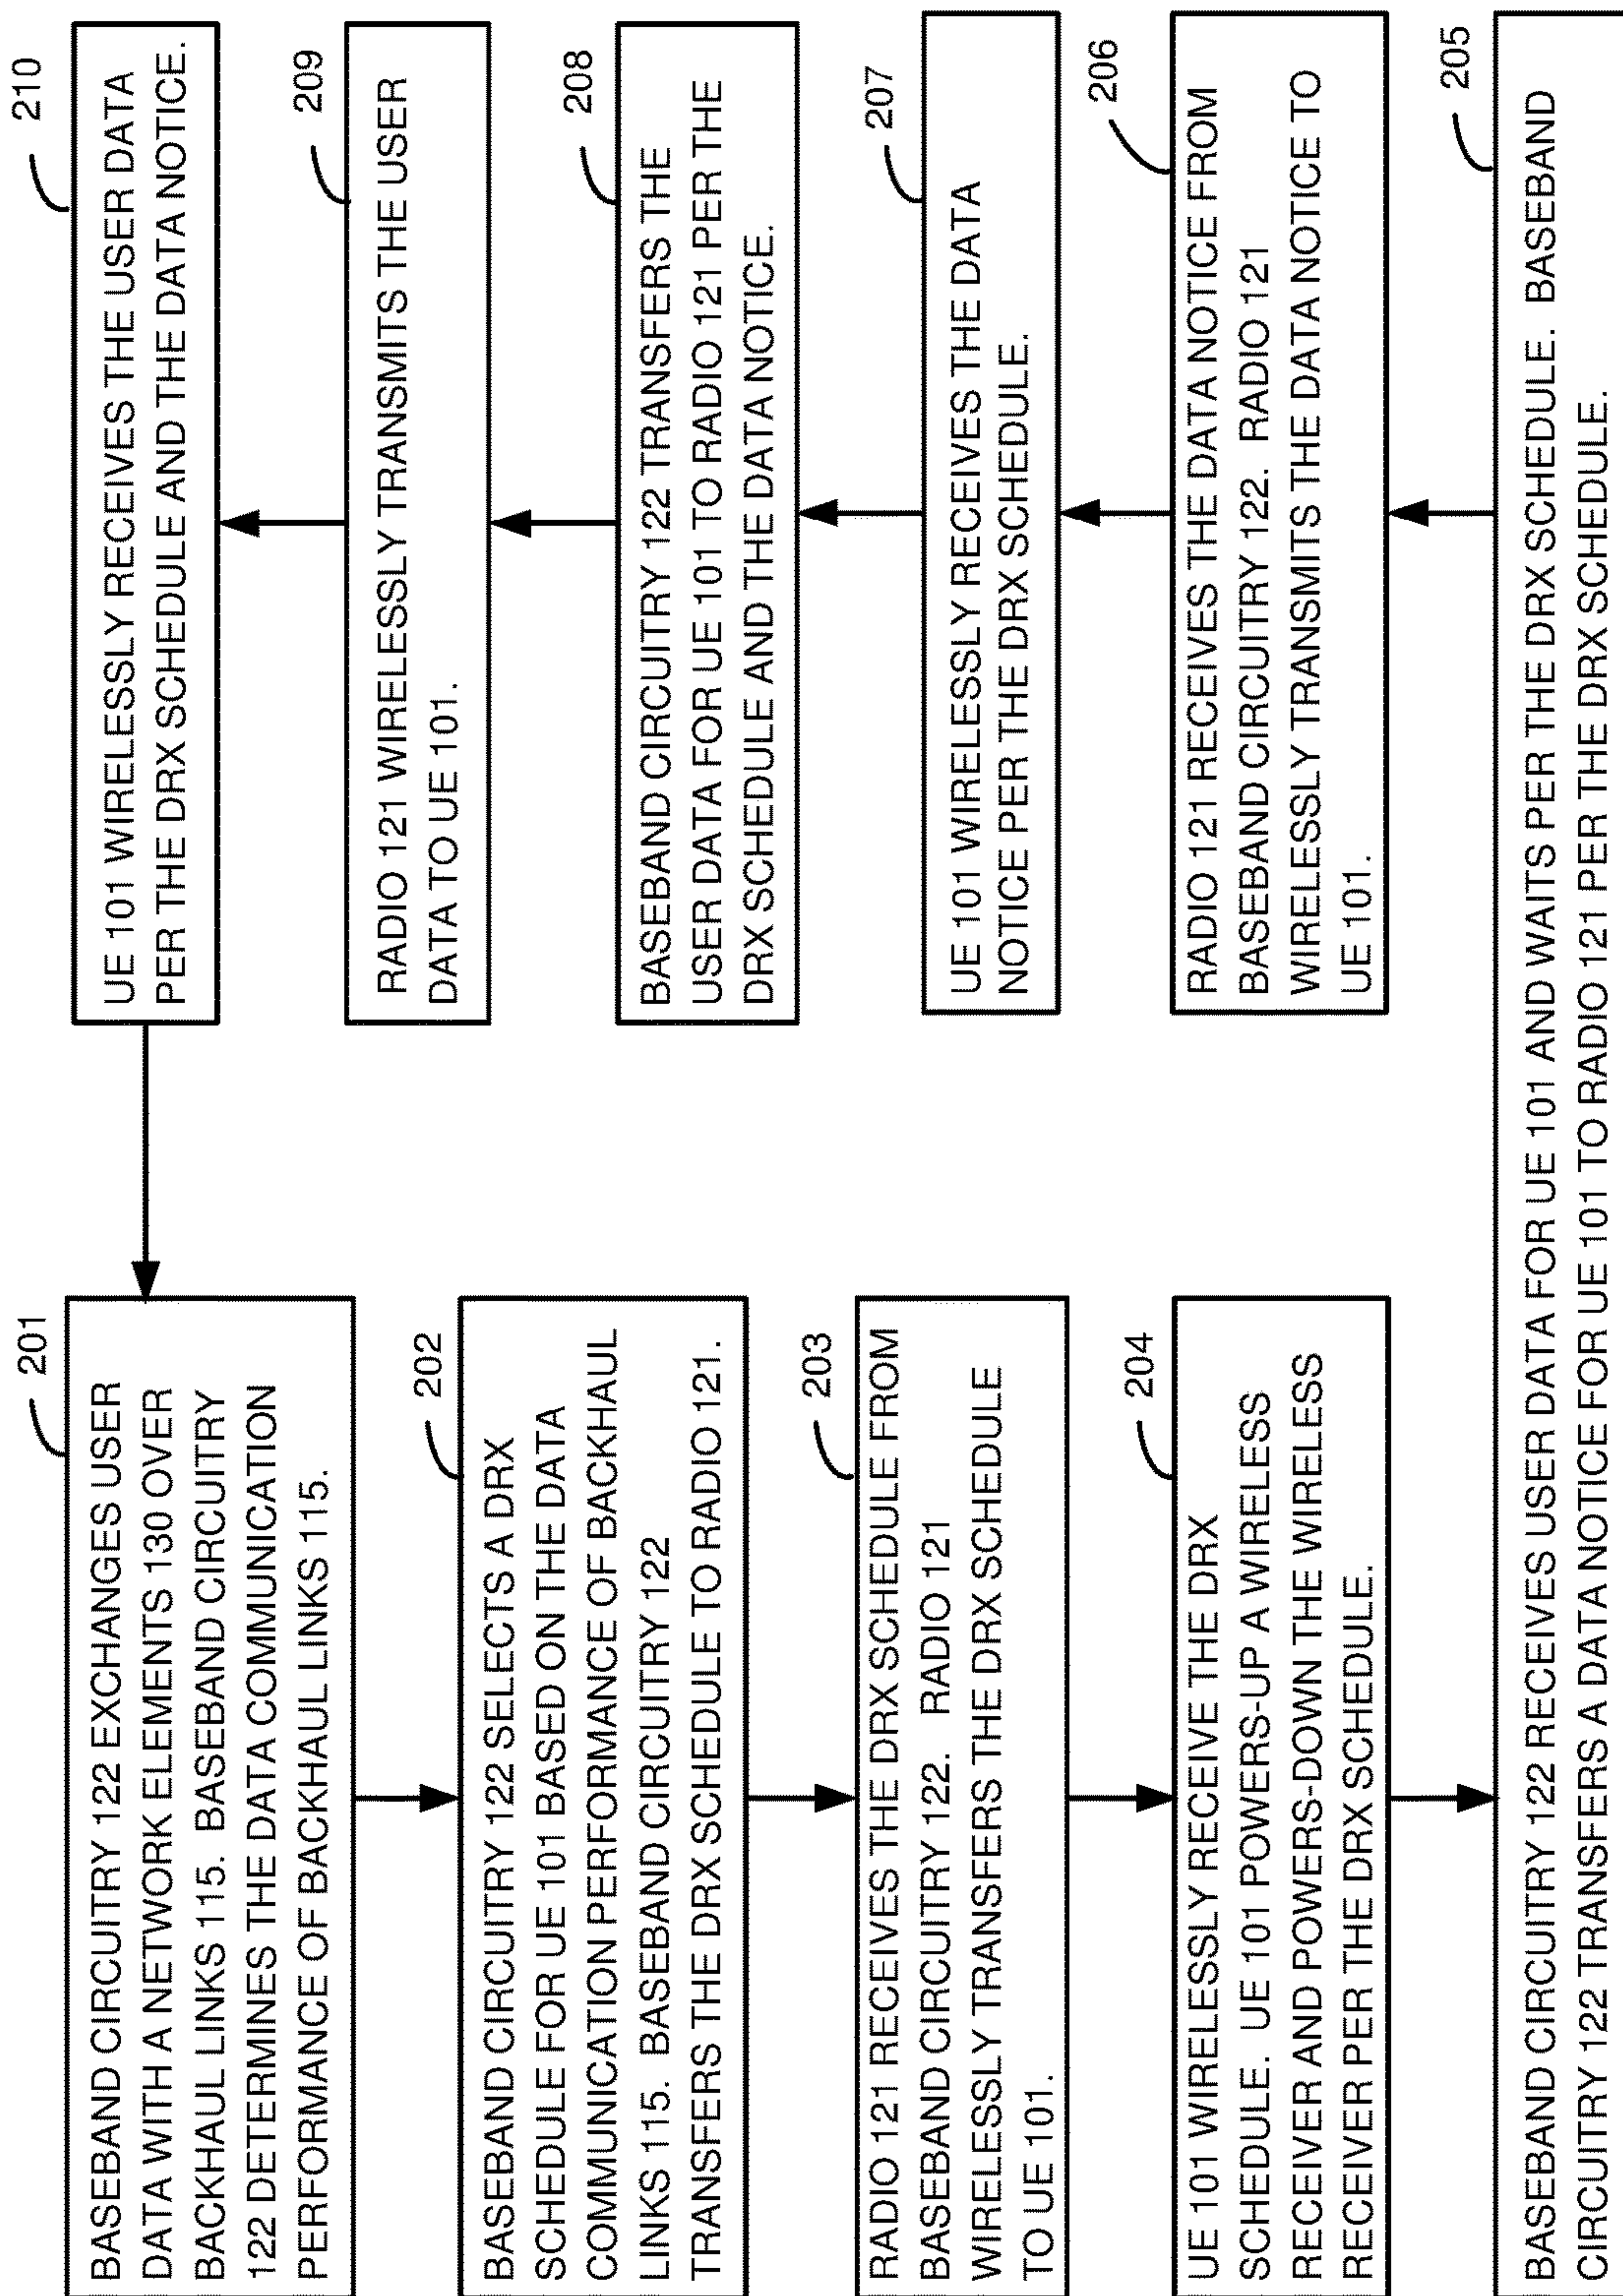 201
BASEBAND CIRCUITRY 122 EXCHANGES USER
DATA WITH A NETWORK ELEMENTS 130 OVER
BACKHAUL LINKS 115. BASEBAND CIRCUITRY
122 DETERMINES THE DATA COMMUNICATION
PERFORMANCE OF BACKHAUL LINKS 115.
202
BASEBAND CIRCUITRY 122 SELECTS A DRX
SCHEDULE FOR UE 101 BASED ON THE DATA
COMMUNICATION PERFORMANCE OF BACKHAUL
LINKS 115. BASEBAND CIRCUITRY 122
TRANSFERS THE DRX SCHEDULE TO RADIO 121.
203
RADIO 121 RECEIVES THE DRX SCHEDULE FROM
BASEBAND CIRCUITRY 122. RADIO 121
WIRELESSLY TRANSFERS THE DRX SCHEDULE
TO UE 101.
204
UE 101 WIRELESSLY RECEIVE THE DRX
SCHEDULE. UE 101 POWERS-UP A WIRELESS
RECEIVER AND POWERS-DOWN THE WIRELESS
RECEIVER PER THE DRX SCHEDULE.
205
BASEBAND CIRCUITRY 122 RECEIVES USER DATA FOR UE 101 AND WAITS PER THE DRX SCHEDULE. BASEBAND
CIRCUITRY 122 TRANSFERS A DATA NOTICE FOR UE 101 TO RADIO 121 PER THE DRX SCHEDULE.
206
RADIO 121 RECEIVES THE DATA NOTICE FROM
BASEBAND CIRCUITRY 122. RADIO 121
WIRELESSLY TRANSMITS THE DATA NOTICE TO
UE 101.
207
UE 101 WIRELESSLY RECEIVES THE DATA
NOTICE PER THE DRX SCHEDULE.
208
BASEBAND CIRCUITRY 122 TRANSFERS THE
USER DATA FOR UE 101 TO RADIO 121 PER THE
DRX SCHEDULE AND THE DATA NOTICE.
209
RADIO 121 WIRELESSLY TRANSMITS THE USER
DATA TO UE 101.
210
UE 101 WIRELESSLY RECEIVES THE USER DATA
PER THE DRX SCHEDULE AND THE DATA NOTICE.